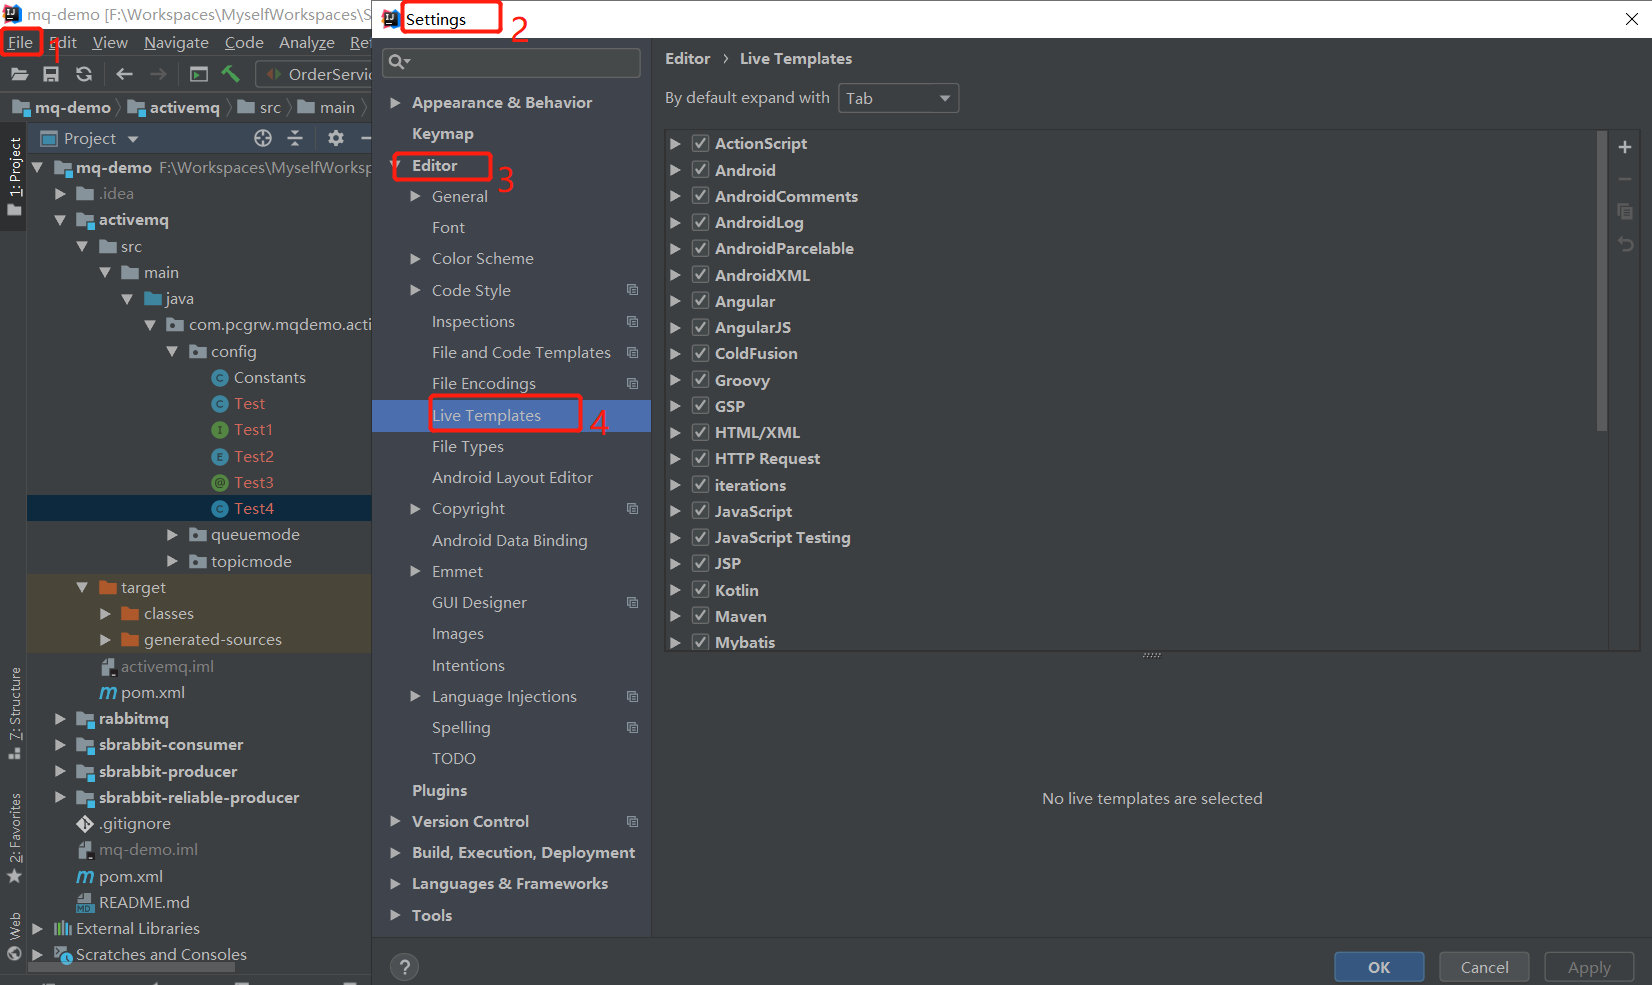 mq-demo [F:\Workspaces\MyselfWorkspaces\S
File Edit View Navigate Code Analyze Ref
1
OrderServic
mq-demo activemq src main
Project
mq-demo F:\Workspaces\MyselfWorksp
.idea
activemq
src
main
java
com.pcgrw.mqdemo.acti
config
Constants
Test
Test1
Test2
Test3
Test4
queuemode
topicmode
target
classes
generated-sources
activemq.iml
pom.xml
rabbitmq
sbrabbit-consumer
sbrabbit-producer
sbrabbit-reliable-producer
.gitignore
mq-demo.iml
pom.xml
README.md
External Libraries
Scratches and Consoles
1: Project
7: Structure
2: Favorites
Web
Settings
2
Appearance & Behavior
Keymap
Editor
3
General
Font
Color Scheme
Code Style
Inspections
File and Code Templates
File Encodings
Live Templates
4
File Types
Android Layout Editor
Copyright
Android Data Binding
Emmet
GUI Designer
Images
Intentions
Language Injections
Spelling
TODO
Plugins
Version Control
Build, Execution, Deployment
Languages & Frameworks
Tools
?
Editor › Live Templates
By default expand with Tab
ActionScript
Android
AndroidComments
AndroidLog
AndroidParcelable
AndroidXML
Angular
AngularJS
ColdFusion
Groovy
GSP
HTML/XML
HTTP Request
iterations
JavaScript
JavaScript Testing
JSP
Kotlin
Maven
Mybatis
No live templates are selected
OK Cancel Apply